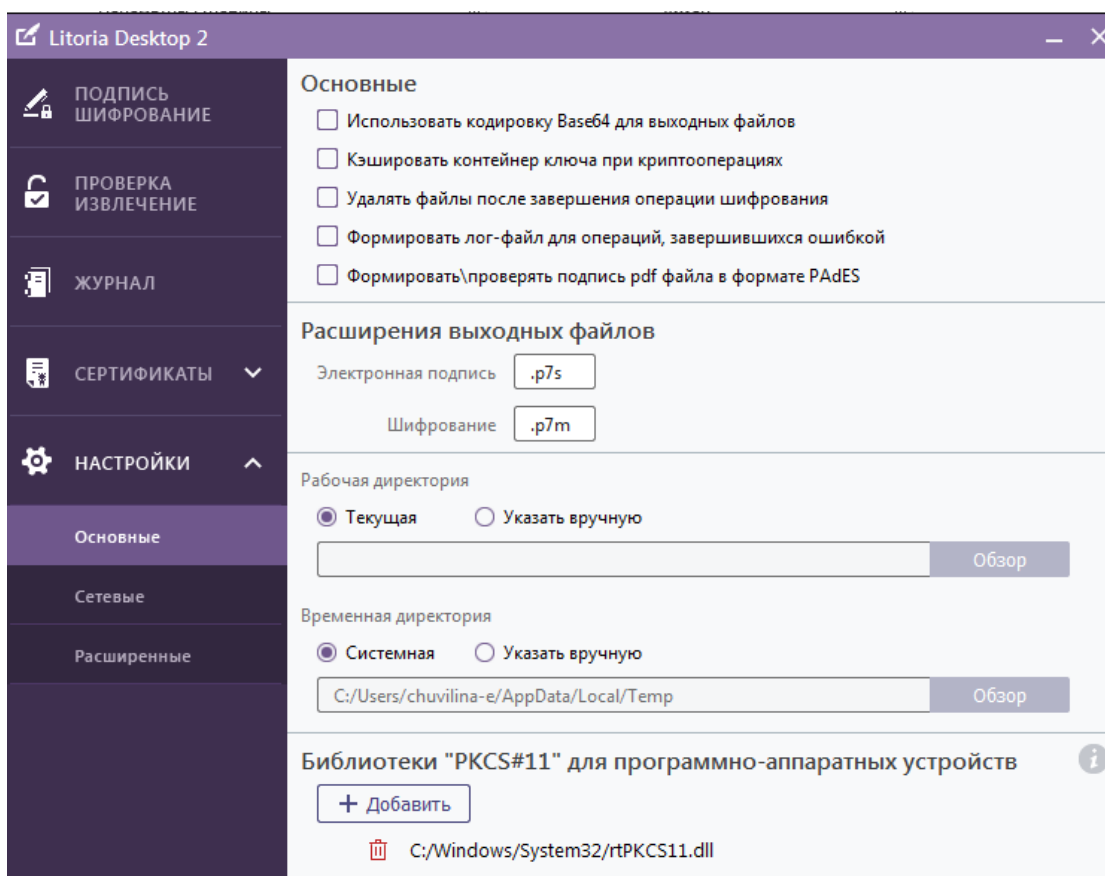 Litoria Desktop 2
ПОДПИСЬ
ШИФРОВАНИЕ
ПРОВЕРКА
ИЗВЛЕЧЕНИЕ
ЖУРНАЛ
СЕРТИФИКАТЫ
НАСТРОЙКИ
Основные
Сетевые
Расширенные
Основные
Использовать кодировку Base64 для выходных файлов
Кэшировать контейнер ключа при криптооперациях
Удалять файлы после завершения операции шифрования
Формировать лог-файл для операций, завершившихся ошибкой
Формировать\проверять подпись pdf файла в формате PAdES
Расширения выходных файлов
Электронная подпись .p7s
Шифрование .p7m
Рабочая директория
Текущая Указать вручную
Обзор
Временная директория
Системная Указать вручную
C:/Users/chuvilina-e/AppData/Local/Temp Обзор
Библиотеки "PKCS#11" для программно-аппаратных устройств i
+ Добавить
C:/Windows/System32/rtPKCS11.dll